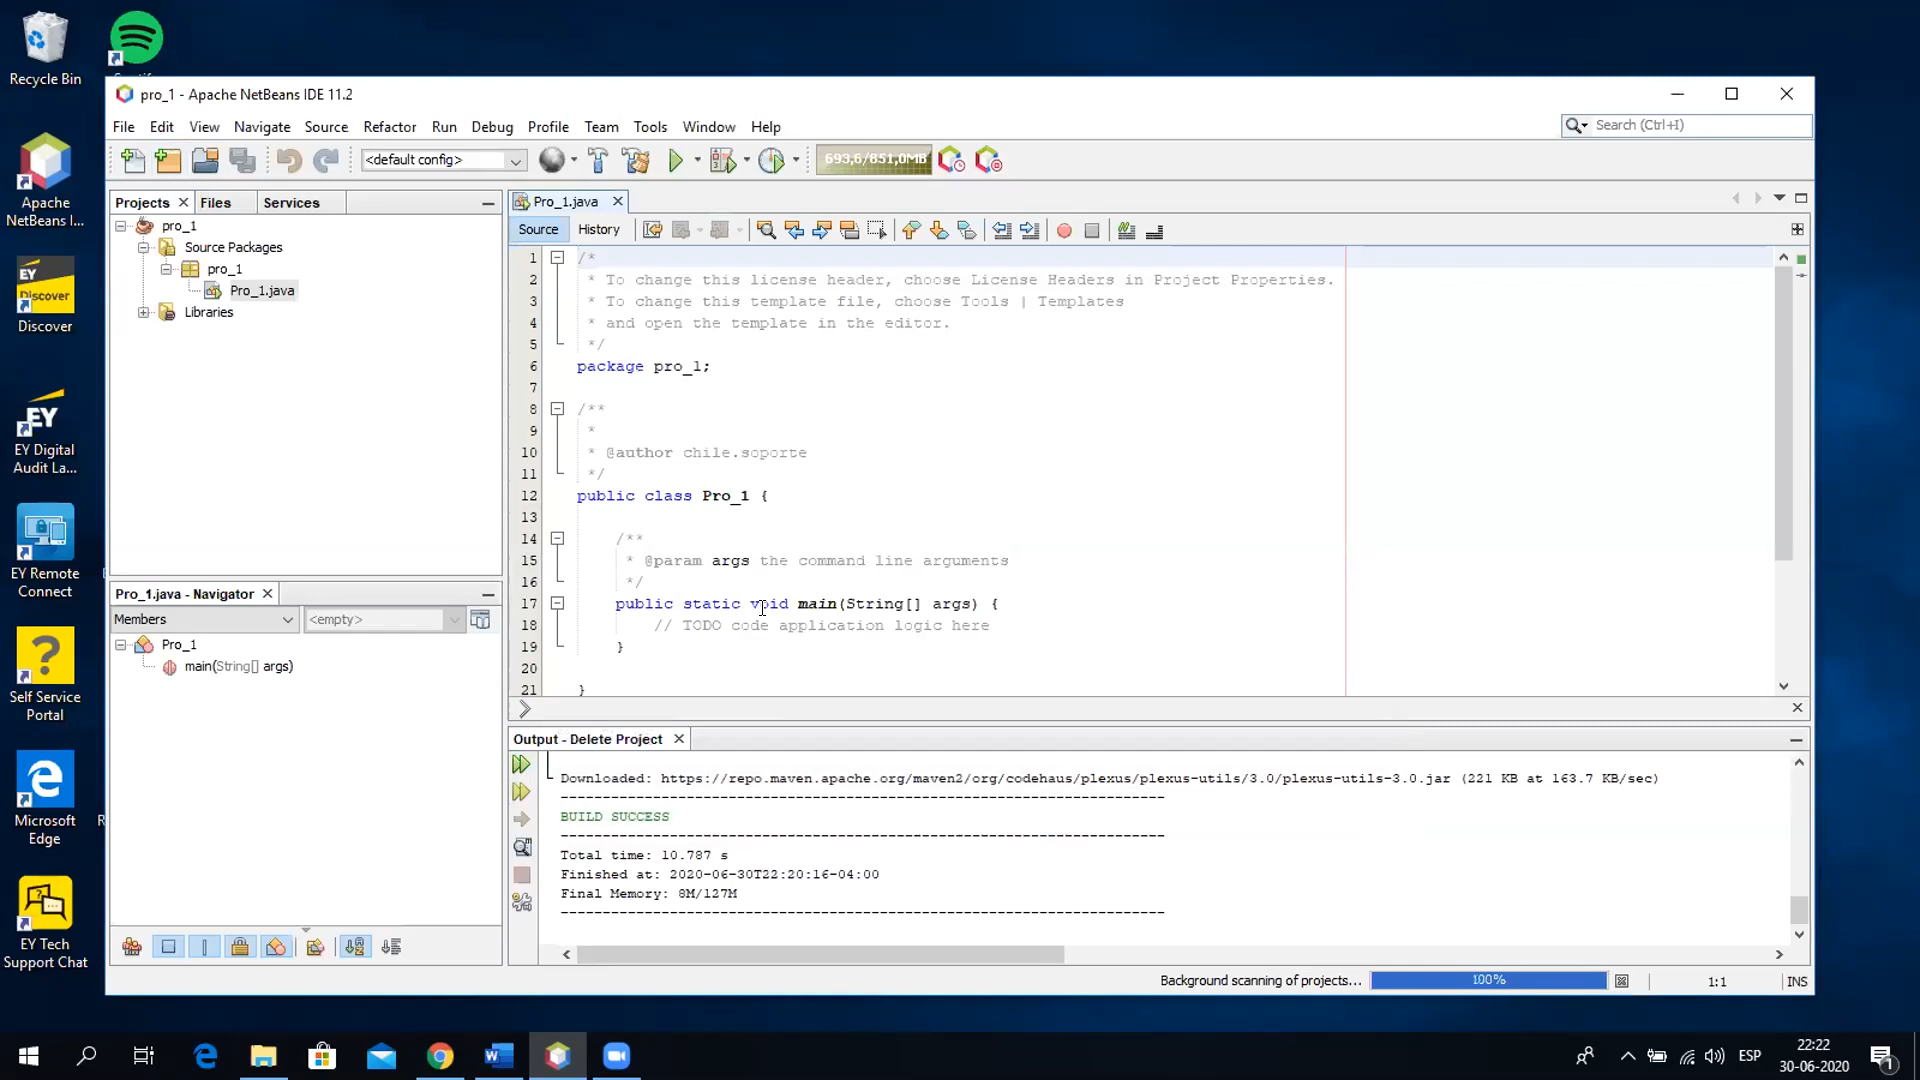 Recycle Bin
Apache
NetBeans I...
EY
Discover
Discover
EY
EY Digital
Audit La...
EY Remote
Connect
?
Self Service
Portal
Microsoft
Edge
EY Tech
Support Chat
pro_1 - Apache NetBeans IDE 11.2
File Edit View Navigate Source Refactor Run Debug Profile Team Tools Window Help
Search (Ctrl+I)
<default config>
693,6/851,0MB
Projects Files Services
pro_1
Source Packages
pro_1
Pro_1.java
Libraries
Pro_1.java - Navigator
Members <empty>
Pro_1
main(String[] args)
Pro_1.java
Source History
1 /*
2 * To change this license header, choose License Headers in Project Properties.
3 * To change this template file, choose Tools | Templates
4 * and open the template in the editor.
5 */
6 package pro_1;
7
8 /**
9 *
10 * @author chile.soporte
11 */
12 public class Pro_1 {
13
14 /**
15 * @param args the command line arguments
16 */
17 public static void main(String[] args) {
18 // TODO code application logic here
19 }
20
21 }
Output - Delete Project
Downloaded: https://repo.maven.apache.org/maven2/org/codehaus/plexus/plexus-utils/3.0/plexus-utils-3.0.jar (221 KB at 163.7 KB/sec)
------------------------------------------------------------------------
BUILD SUCCESS
------------------------------------------------------------------------
Total time: 10.787 s
Finished at: 2020-06-30T22:20:16-04:00
Final Memory: 8M/127M
------------------------------------------------------------------------
Background scanning of projects... 100% 1:1 INS
ESP
22:22
30-06-2020
1